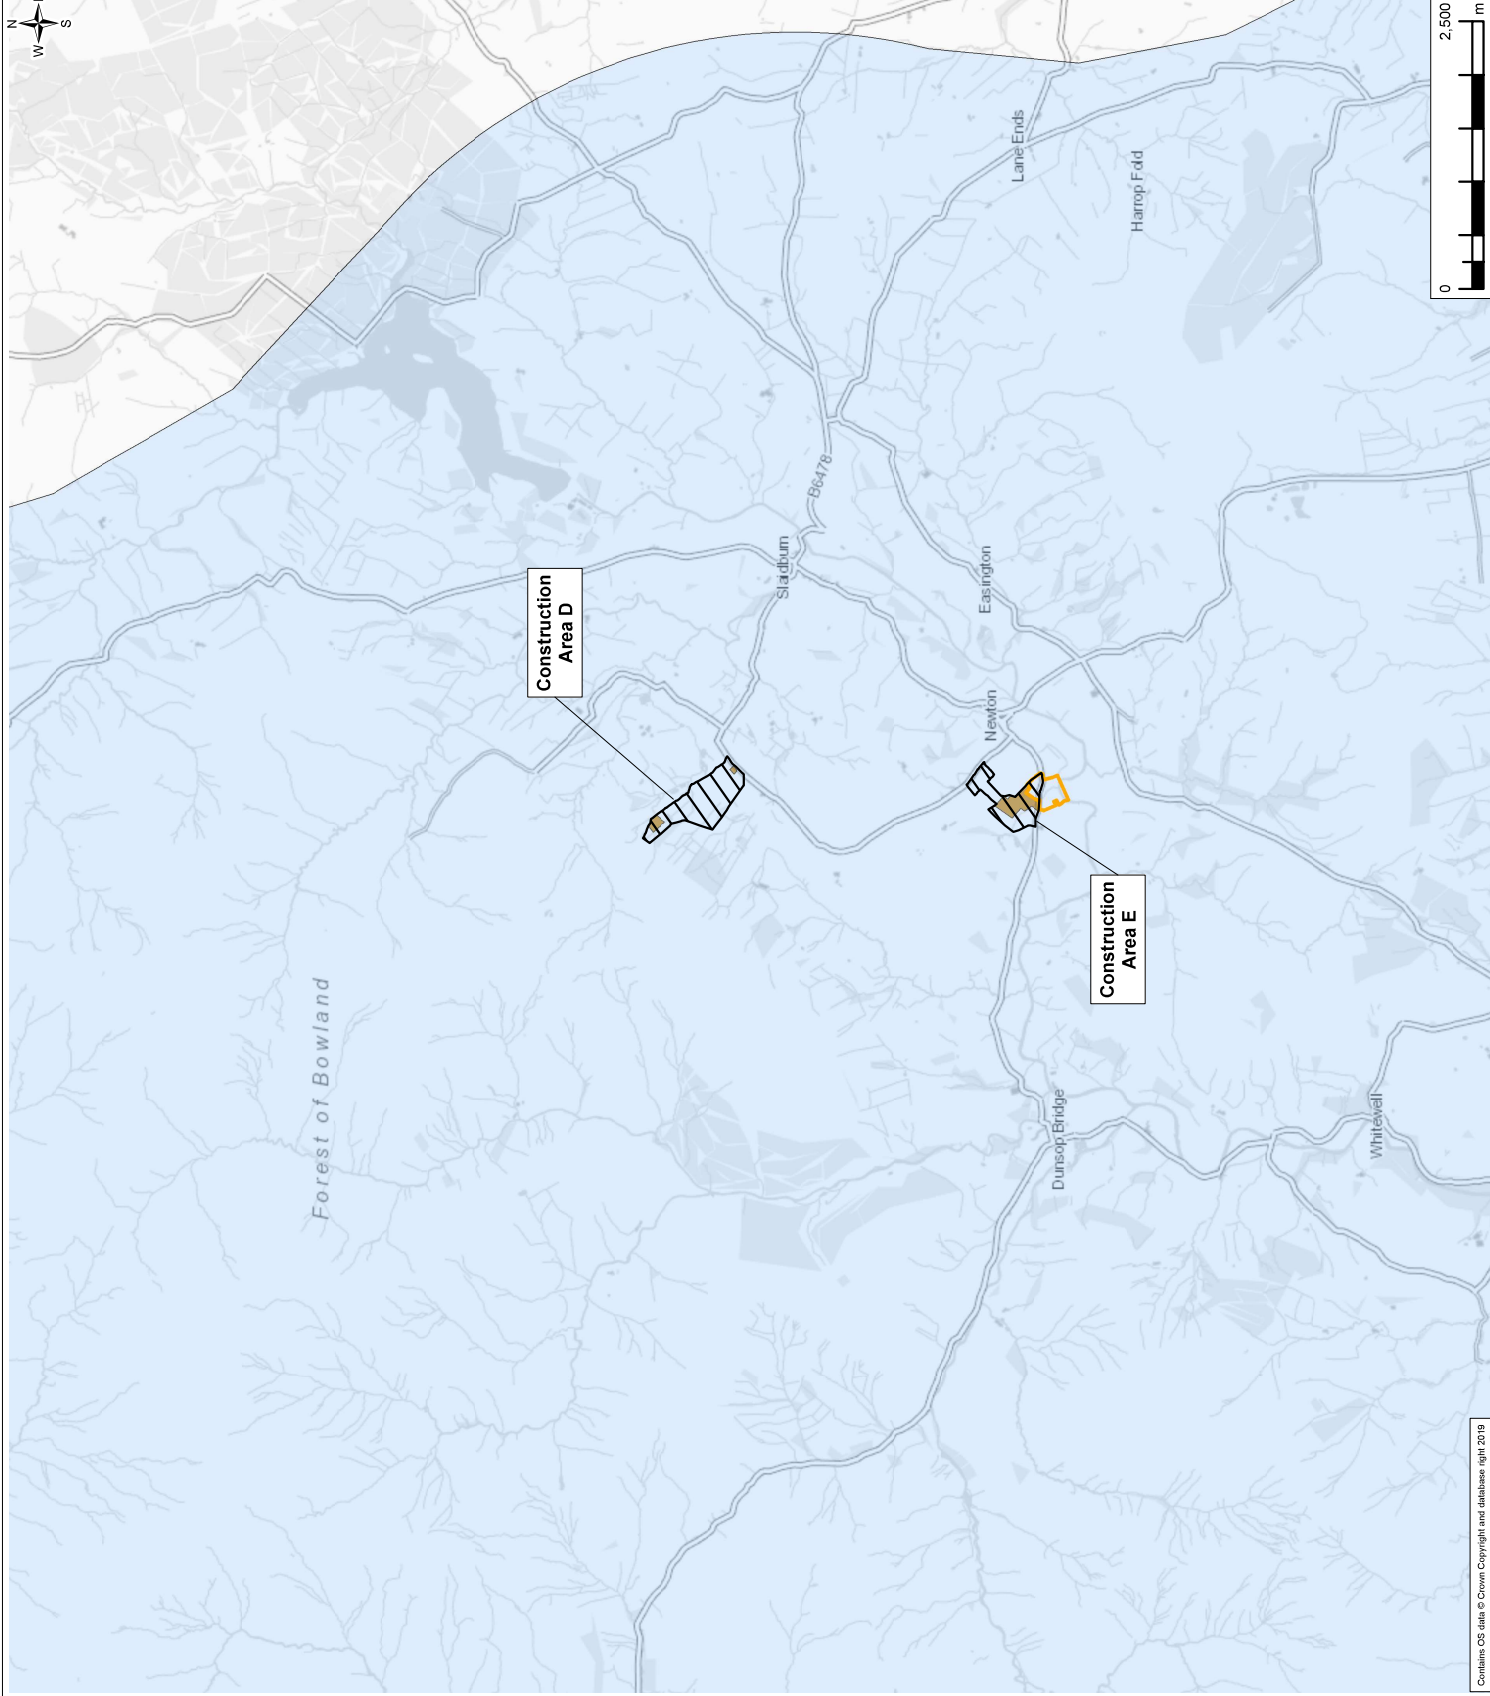 N
S
W
2,500
m
0
Lane Ends
Harrop Fold
B6478
Slaidburn
Easington
Construction
Area D
Newton
Construction
Area E
Forest of Bowland
Dunsop Bridge
Whitewell
Contains OS data © Crown Copyright and database right 2019